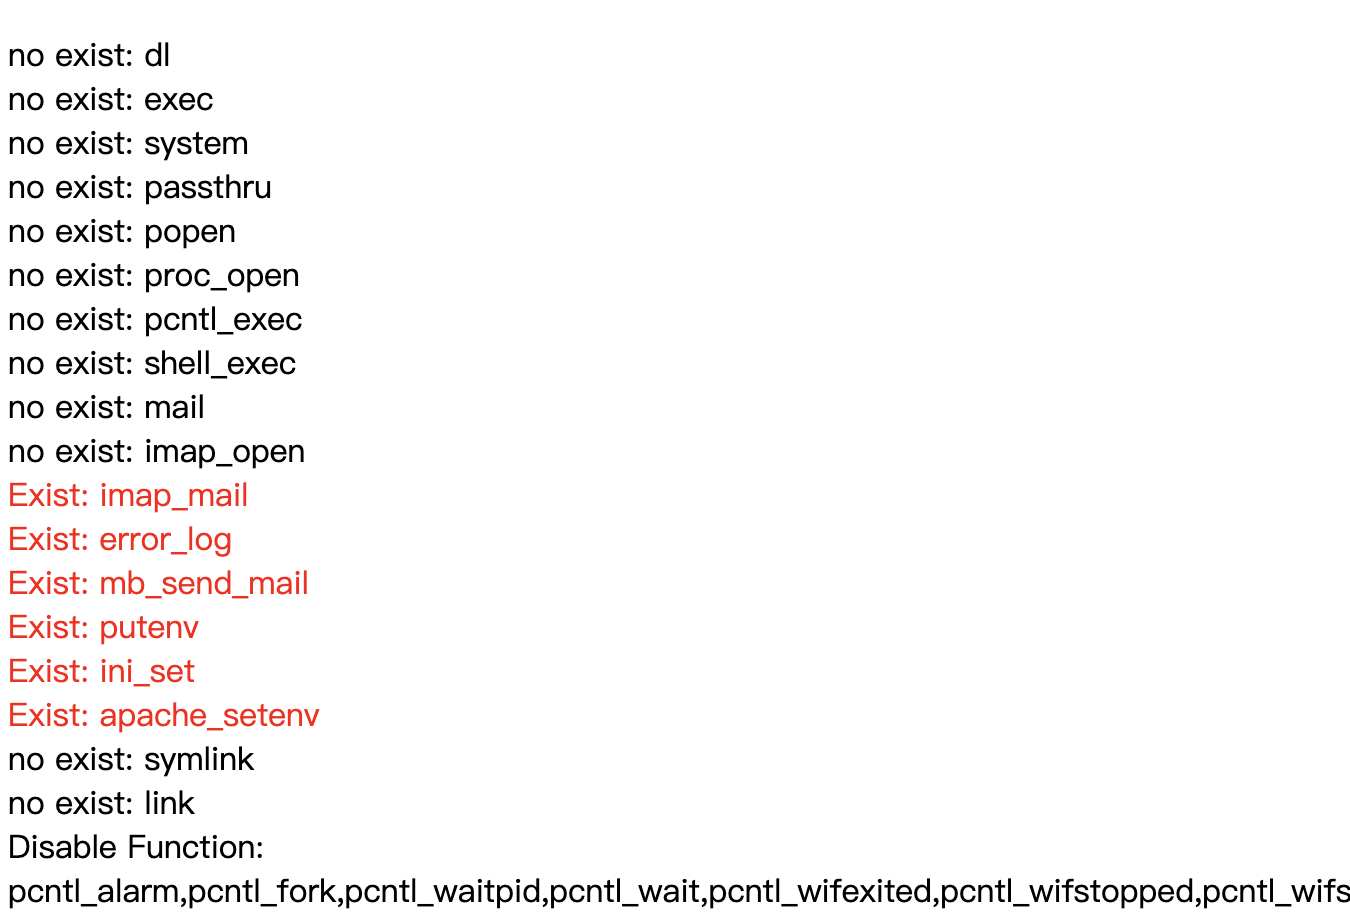 no exist: dl
no exist: exec
no exist: system
no exist: passthru
no exist: popen
no exist: proc_open
no exist: pcntl_exec
no exist: shell_exec
no exist: mail
no exist: imap_open
Exist: imap_mail
Exist: error_log
Exist: mb_send_mail
Exist: putenv
Exist: ini_set
Exist: apache_setenv
no exist: symlink
no exist: link
Disable Function:
pcntl_alarm,pcntl_fork,pcntl_waitpid,pcntl_wait,pcntl_wifexited,pcntl_wifstopped,pcntl_wifs